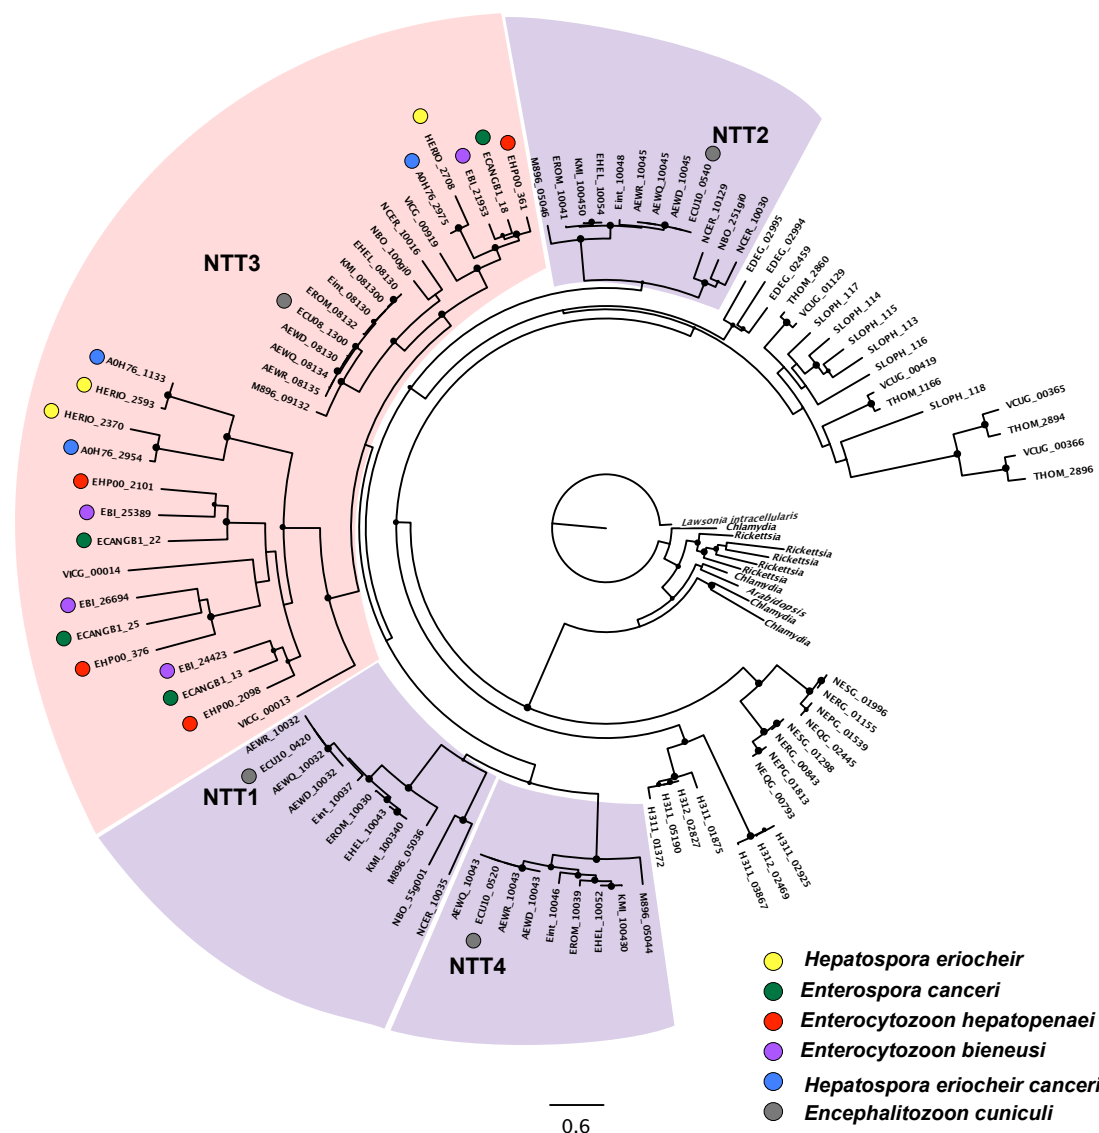 NTT2
NTT3
HERIO_2708
A0H76_2975
EBI_21953
ECANGB1_18
EHP00_361
VICG_00919
NCER_10016
NBO_100gi0
EHEL_08130
KMI_081300
Eint_08130
EROM_08132
ECU08_1300
AEWD_08130
AEWQ_08134
AEWR_08135
M896_09132
A0H76_1133
HERIO_2593
HERIO_2370
A0H76_2954
EHP00_2101
EBI_25389
ECANGB1_22
VICG_00014
EBI_26694
ECANGB1_25
EHP00_376
EBI_24423
ECANGB1_13
EHP00_2098
VICG_00013
M896_05046
EROM_10041
KMI_100450
EHEL_10054
Eint_10048
AEWR_10045
AEWQ_10045
AEWD_10045
ECU10_0540
NCER_10129
NBO_251gi0
NCER_10030
EDEG_02995
EDEG_02994
EDEG_02459
THOM_2860
VCUG_01129
SLOPH_117
SLOPH_114
SLOPH_115
SLOPH_113
SLOPH_116
VCUG_00419
THOM_1166
SLOPH_118
VCUG_00365
THOM_2894
VCUG_00366
THOM_2896
Lawsonia intracellularis
Chlamydia
Rickettsia
Rickettsia
Rickettsia
Rickettsia
Rickettsia
Chlamydia
Arabidopsis
Chlamydia
Chlamydia
NESG_01996
NERG_01155
NEPG_01539
NEQG_02445
NESG_01298
NERG_00843
NEPG_01813
NEQG_00793
H311_01875
H312_02827
H311_05190
H311_01372
H311_02925
H312_02469
H311_03867
NTT1
AEWR_10032
ECU10_0420
AEWQ_10032
AEWD_10032
Eint_10037
EROM_10030
EHEL_10043
KMI_100340
M896_05036
NBO_55g001
NCER_10035
NTT4
AEWQ_10043
ECU10_0520
AEWR_10043
AEWD_10043
Eint_10046
EROM_10039
EHEL_10052
KMI_100430
M896_05044
Hepatospora eriocheir
Enterospora canceri
Enterocytozoon hepatopenaei
Enterocytozoon bieneusi
Hepatospora eriocheir canceri
Encephalitozoon cuniculi
0.6